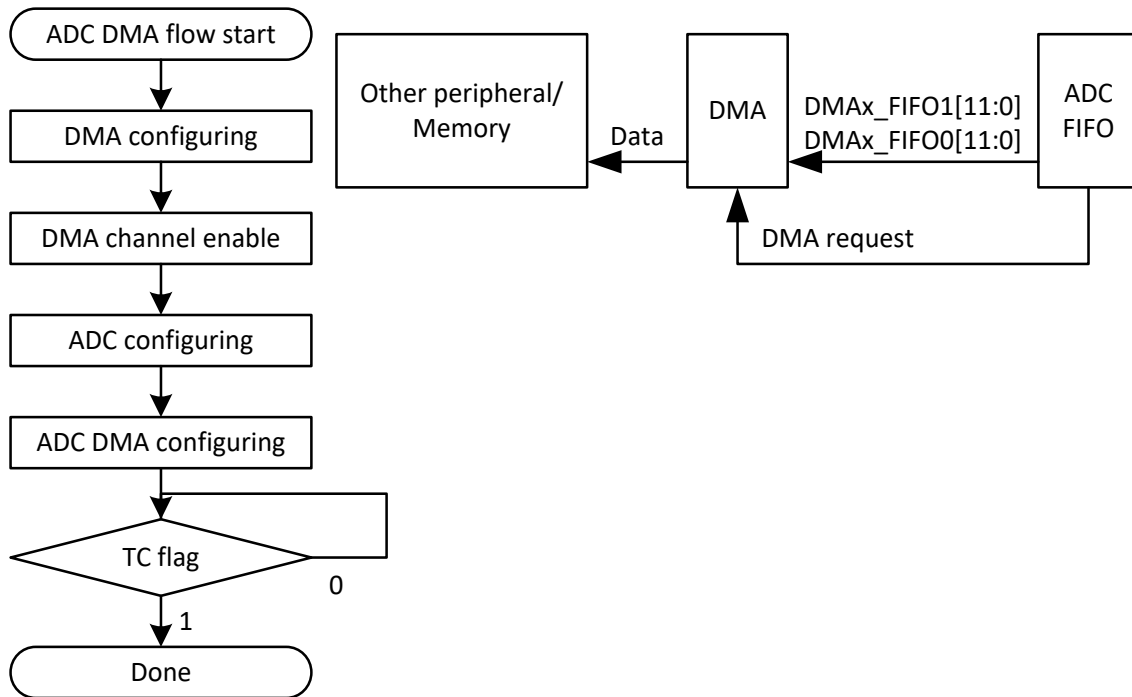 ADC DMA flow start
DMA configuring
DMA channel enable
ADC configuring
ADC DMA configuring
TC flag
0
1
Done
Other peripheral/
Memory
Data
DMA
DMAx_FIFO1[11:0]
DMAx_FIFO0[11:0]
ADC
FIFO
DMA request